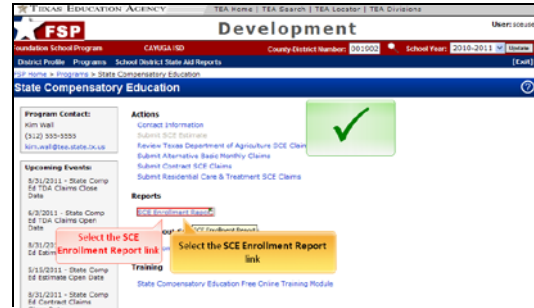 TEXAS EDUCATION AGENCY
TEA Home | TEA Search | TEA Locator | TEA Divisions
FSP
Development
User:
Foundation School Program
CAYUGA ISD
County-District Number: 001902
School Year: 2010-2011 Update
District Profile Programs School District State Aid Reports [Exit]
FSP Home > Programs > State Compensatory Education
State Compensatory Education
Program Contact:
Kim Wall
(512) 555-5555
kim.wall@tea.state.tx.us
Upcoming Events:
8/31/2011 - State Comp
Ed TDA Claims Close
Date
6/3/2011 - State Comp
Ed TDA Claims Open
Date
8/31/20
Ed Estim
5/15/2011 - State Comp
Ed Estimate Open Date
8/31/2011 - State Comp
Ed Contract Claims
Actions
Contact Information
Submit SCE Estimate
Review Texas Department of Agriculture SCE Claim
Submit Alternative Basic Monthly Claims
Submit Contract SCE Claims
Submit Residential Care & Treatment SCE Claims
Reports
SCE Enrollment Report
SCE Enrollment Report
Select the SCE
Enrollment Report link
Select the SCE Enrollment Report
link
Training
State Compensatory Education Free Online Training Module